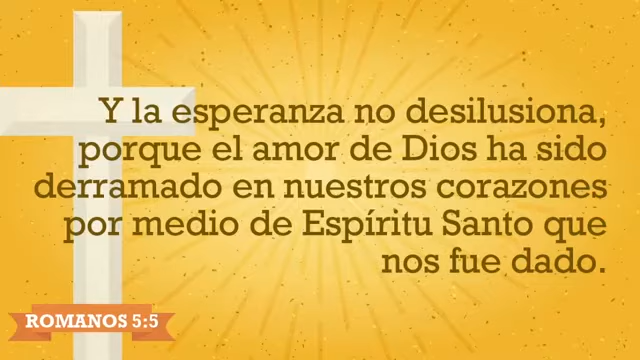 Y la esperanza no desilusiona,
porque el amor de Dios ha sido
derramado en nuestros corazones
por medio de Espíritu Santo que
nos fue dado.
ROMANOS 5:5